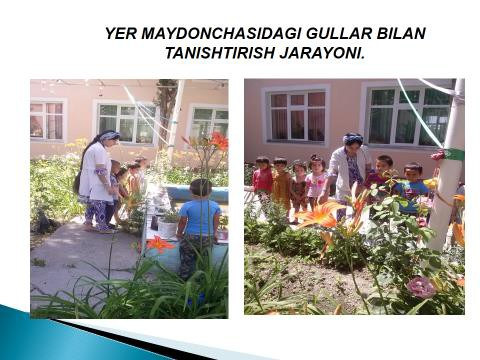 YER MAYDONCHASIDAGI GULLAR BILAN
TANISHTIRISH JARAYONI.